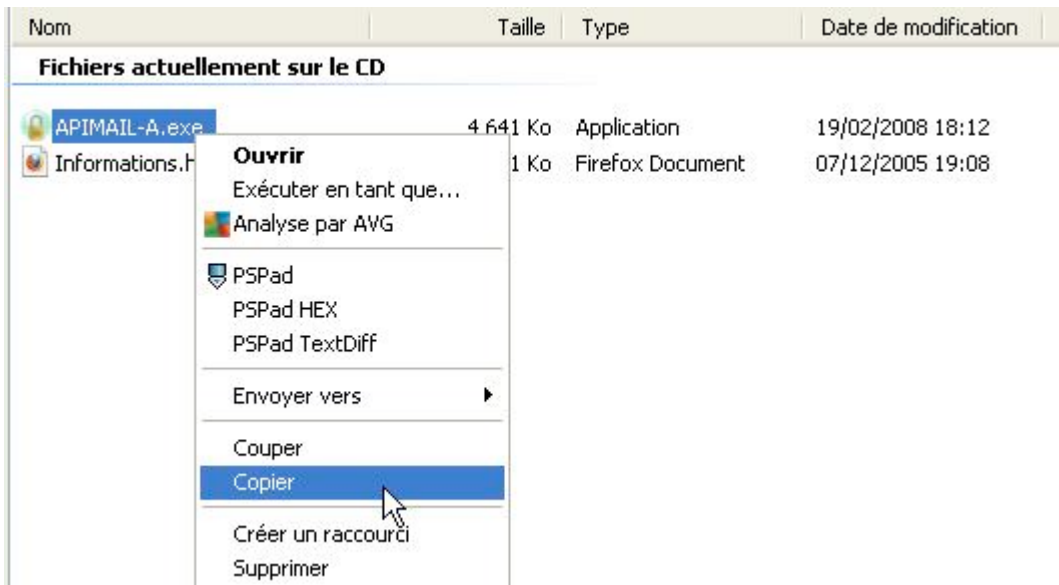 Nom Taille Type Date de modification
Fichiers actuellement sur le CD
APIMAIL-A.exe 4 641 Ko Application 19/02/2008 18:12
Informations.h 1 Ko Firefox Document 07/12/2005 19:08
Ouvrir
Exécuter en tant que...
Analyse par AVG
PSPad
PSPad HEX
PSPad TextDiff
Envoyer vers
Couper
Copier
Créer un raccourci
Supprimer